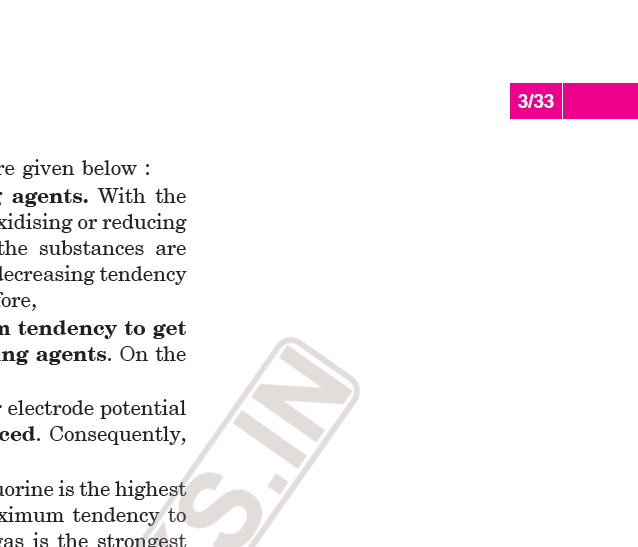 3/33
re given below :
g agents. With the
xidising or reducing
the substances are
decreasing tendency
fore,
m tendency to get
ing agents. On the
r electrode potential
ced. Consequently,
uorine is the highest
ximum tendency to
gas is the strongest
S.IN